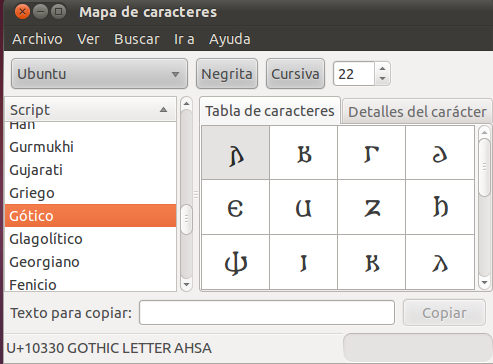 Mapa de caracteres
Archivo Ver Buscar Ir a Ayuda
Ubuntu Negrita Cursiva 22
Script
Han
Gurmukhi
Gujarati
Griego
Gótico
Glagolítico
Georgiano
Fenicio
Tabla de caracteres Detalles del carácter
𐌰 𐌱 𐌲 𐌳
𐌴 𐌵 𐌶 𐌷
𐌸 𐌹 𐌺 𐌻
Texto para copiar: Copiar
U+10330 GOTHIC LETTER AHSA